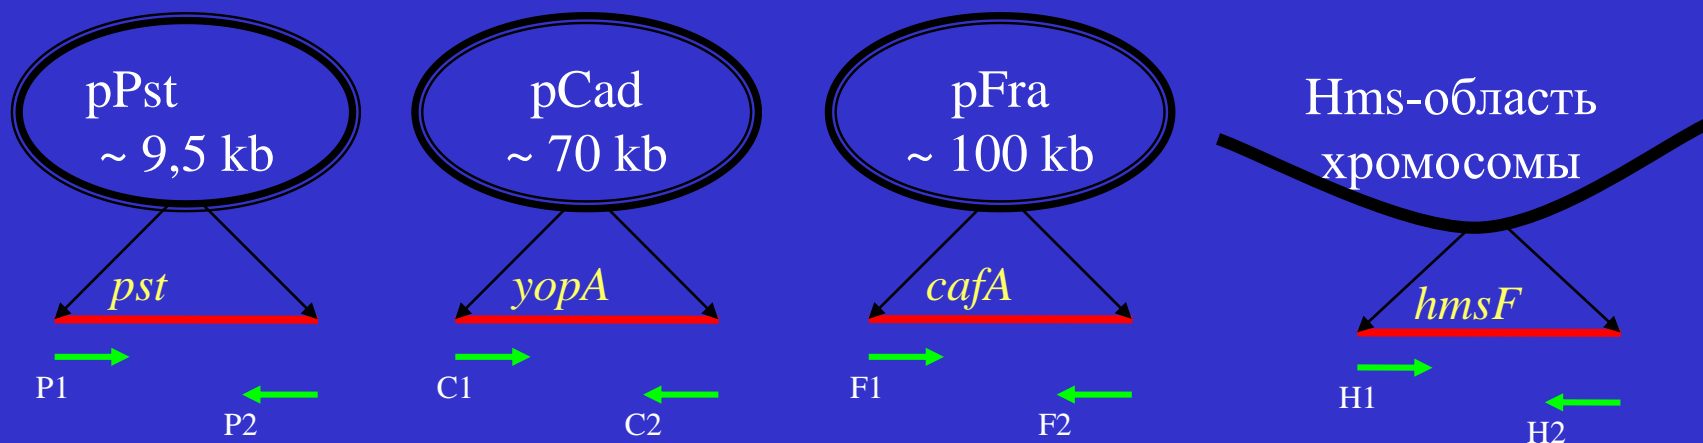 pPst
~ 9,5 kb
pCad
~ 70 kb
pFra
~ 100 kb
Hms-область
хромосомы
pst
yopA
cafA
hmsF
P1
P2
C1
C2
F1
F2
H1
H2